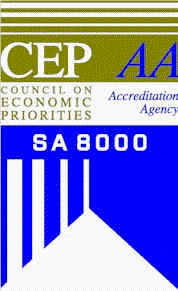 CEP AA
COUNCIL ON
ECONOMIC
PRIORITIES
Accreditation
Agency
SA 8000